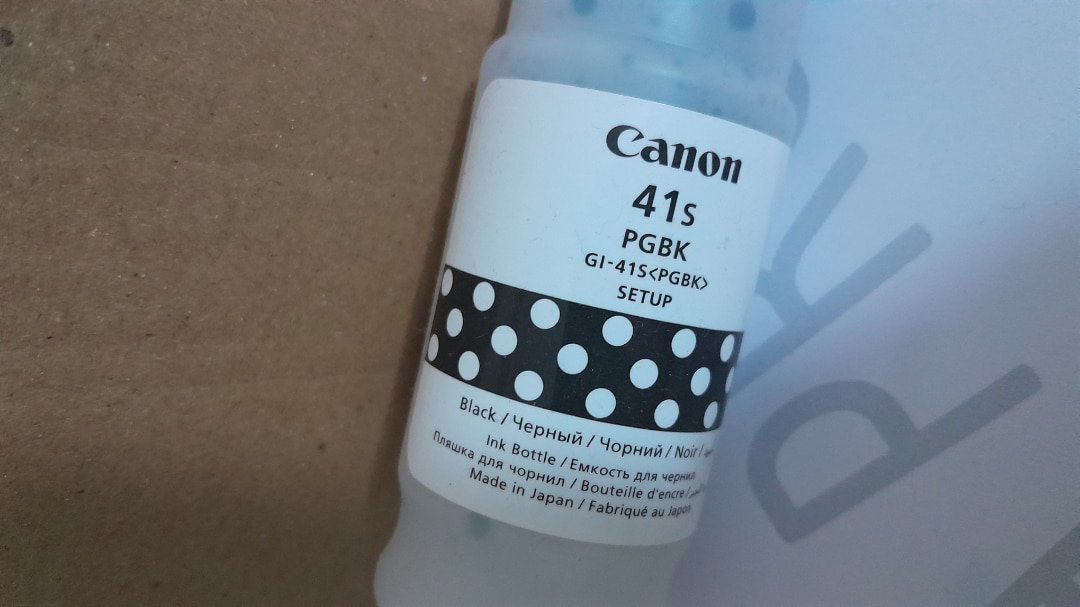 Canon
41s
PGBK
GI-41S<PGBK>
SETUP
Black / Черный / Чорний / Noir /
Ink Bottle / Емкость для чернил
Пляшка для чорнил / Bouteille d'encre /
Made in Japan / Fabriqué au Japon